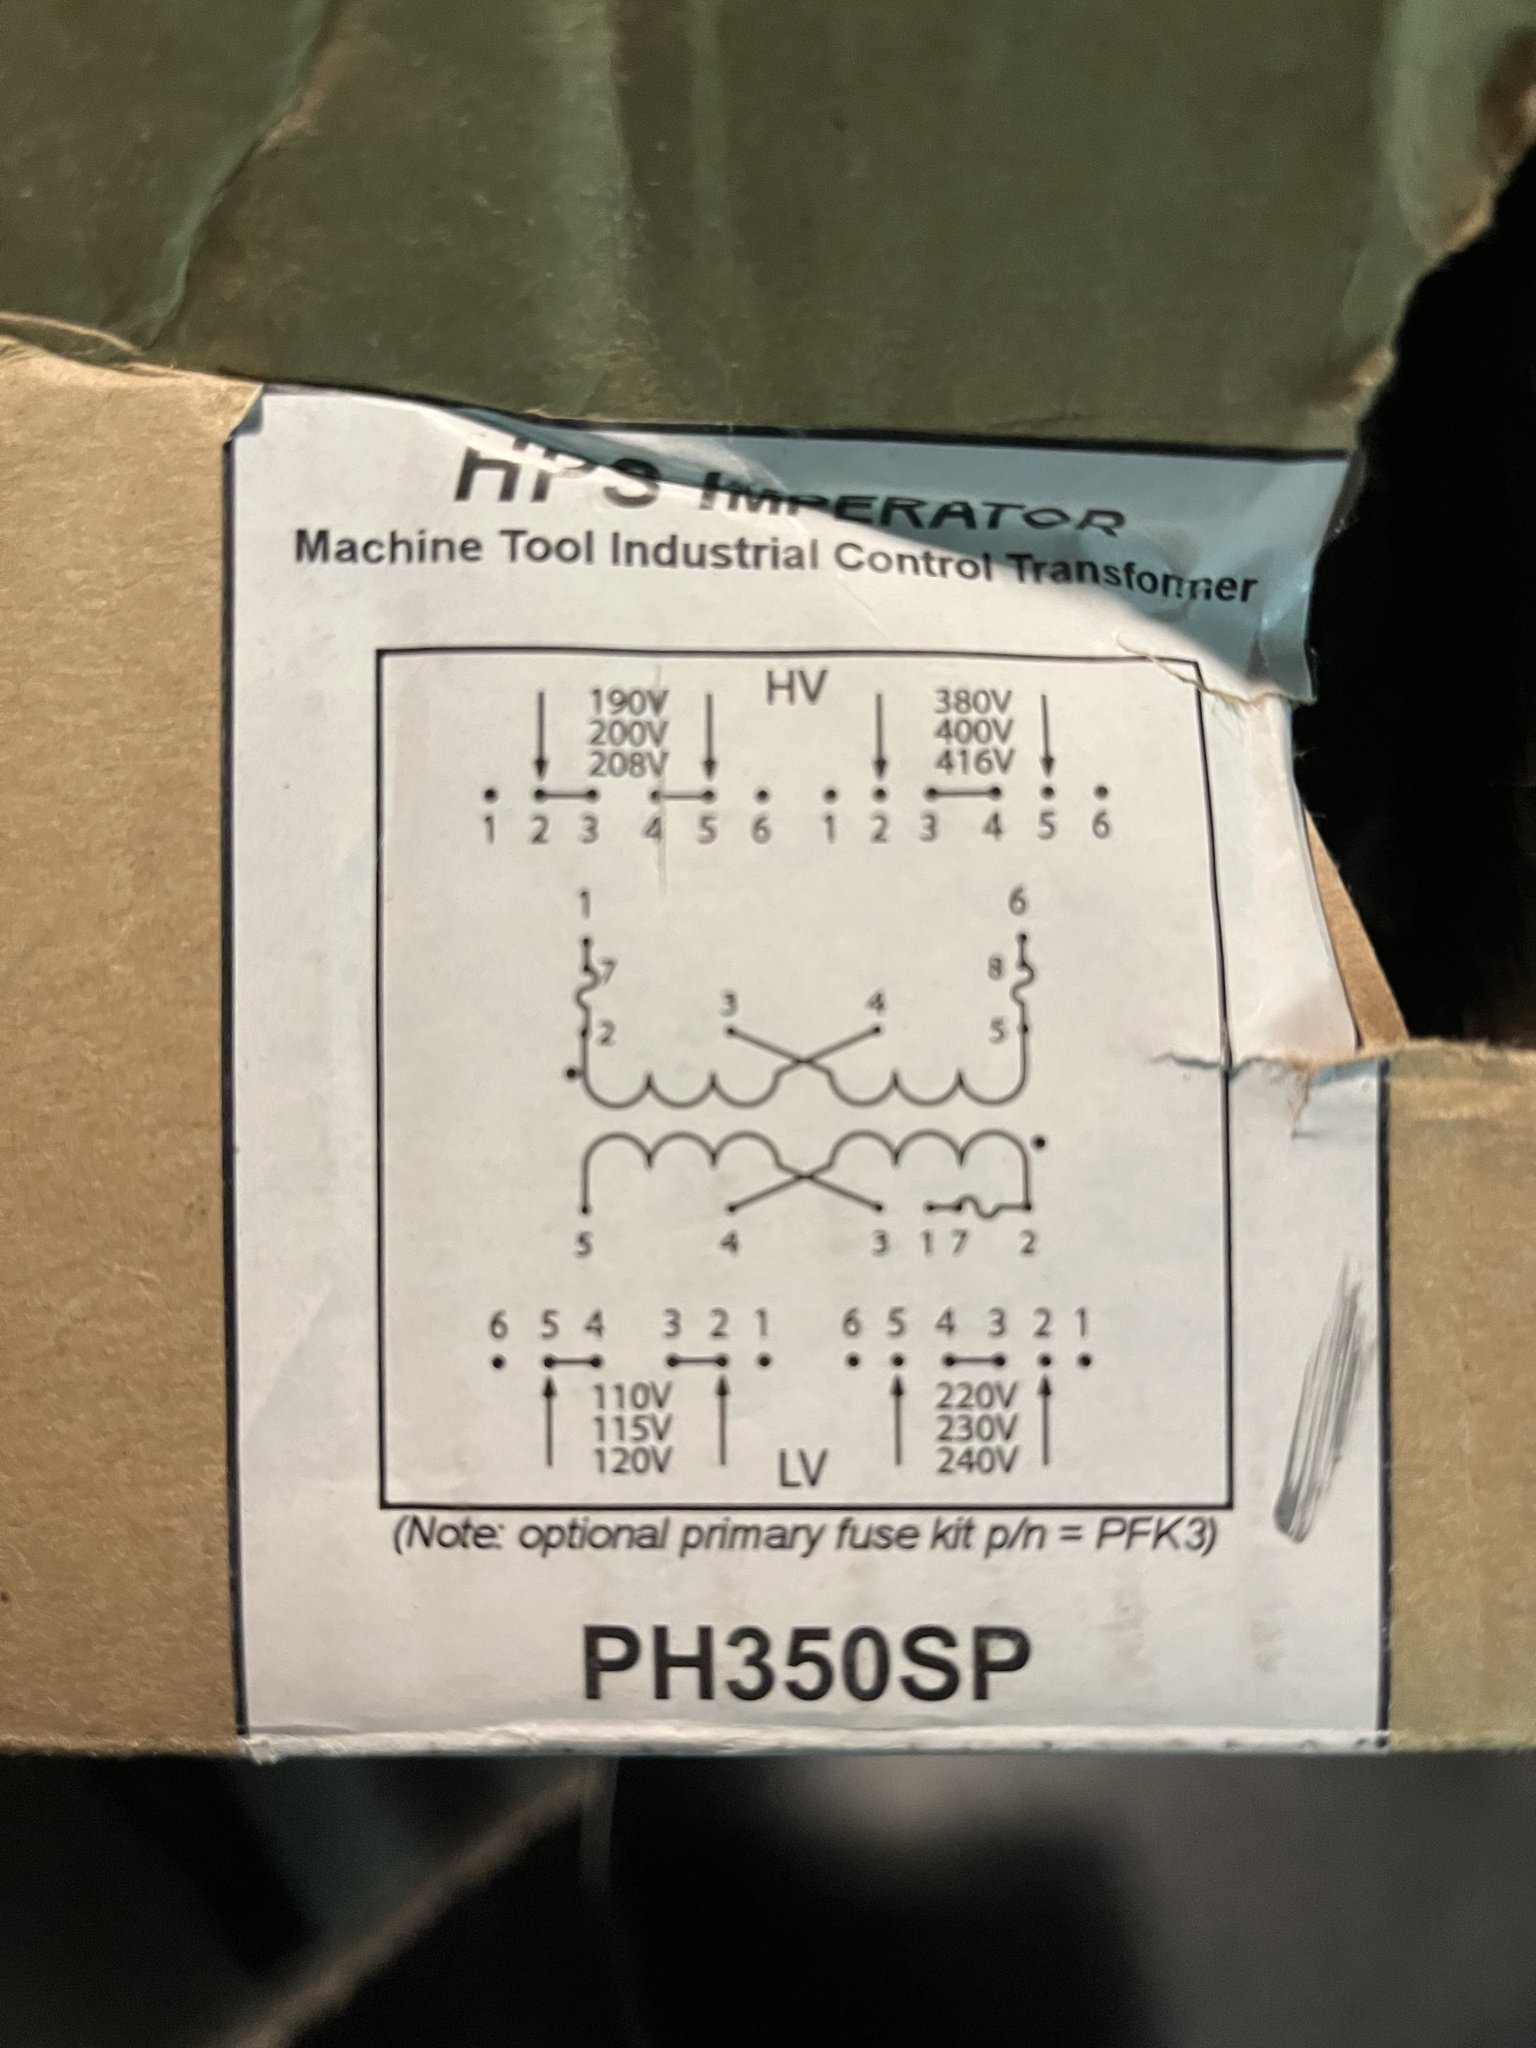 HPS IMPERATOR
Machine Tool Industrial Control Transformer
HV
190V
200V
208V
380V
400V
416V
1 2 3 4 5 6 1 2 3 4 5 6
1 6
7 8
3 4
2 5
5 4 3 1 7 2
6 5 4 3 2 1 6 5 4 3 2 1
110V
115V
120V
220V
230V
240V
LV
(Note: optional primary fuse kit p/n = PFK3)
PH350SP